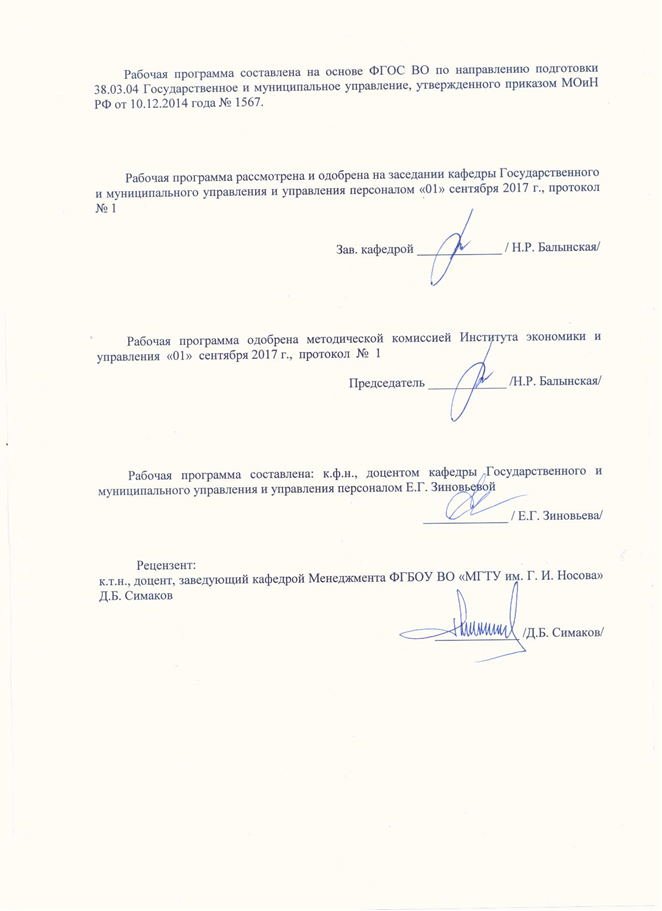 Рабочая программа составлена на основе ФГОС ВО по направлению подготовки
38.03.04 Государственное и муниципальное управление, утвержденного приказом МОиН
РФ от 10.12.2014 года № 1567.
Рабочая программа рассмотрена и одобрена на заседании кафедры Государственного
и муниципального управления и управления персоналом «01» сентября 2017 г., протокол
№ 1
Зав. кафедрой _____________ / Н.Р. Балынская/
Рабочая программа одобрена методической комиссией Института экономики и
управления «01» сентября 2017 г., протокол № 1
Председатель ____________ /Н.Р. Балынская/
Рабочая программа составлена: к.ф.н., доцентом кафедры Государственного и
муниципального управления и управления персоналом Е.Г. Зиновьевой
_____________ / Е.Г. Зиновьева/
Рецензент:
к.т.н., доцент, заведующий кафедрой Менеджмента ФГБОУ ВО «МГТУ им. Г. И. Носова»
Д.Б. Симаков
_____________ /Д.Б. Симаков/